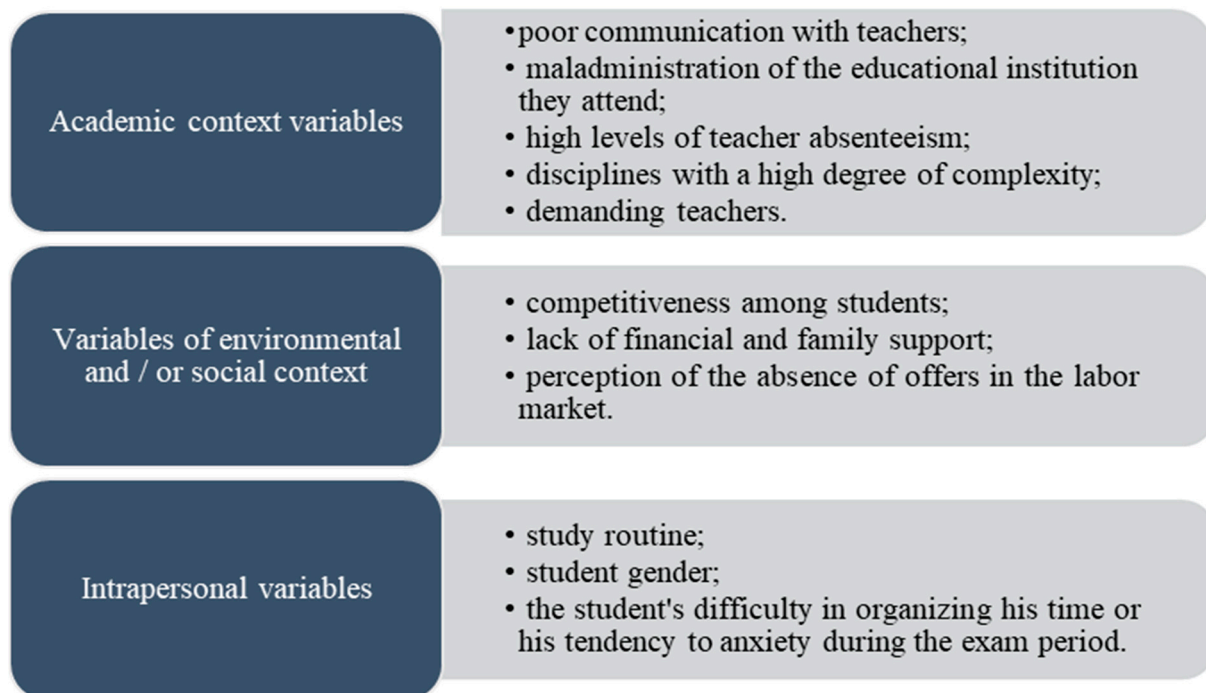 Academic context variables
•poor communication with teachers;
• maladministration of the educational institution
they attend;
• high levels of teacher absenteeism;
• disciplines with a high degree of complexity;
• demanding teachers.
Variables of environmental
and / or social context
• competitiveness among students;
• lack of financial and family support;
• perception of the absence of offers in the labor
market.
Intrapersonal variables
• study routine;
• student gender;
• the student's difficulty in organizing his time or
his tendency to anxiety during the exam period.